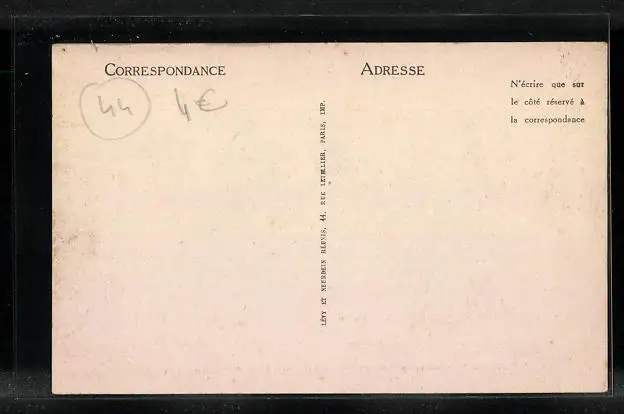 CORRESPONDANCE
ADRESSE
N'écrire que sur
le côté réservé à
la correspondance
44
4€
LÉVY ET NEURDEIN RÉUNIS, 44, RUE LETELLIER, PARIS, IMP.